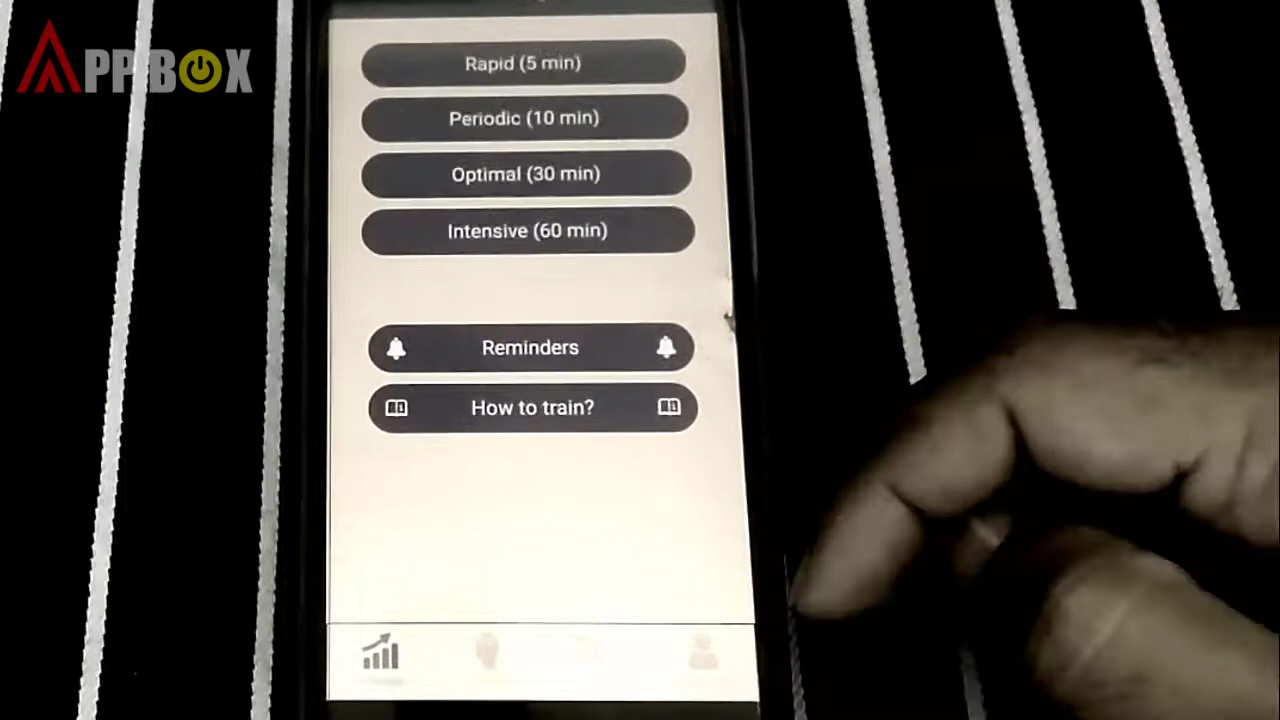 APPBOX
Rapid (5 min)
Periodic (10 min)
Optimal (30 min)
Intensive (60 min)
Reminders
How to train?